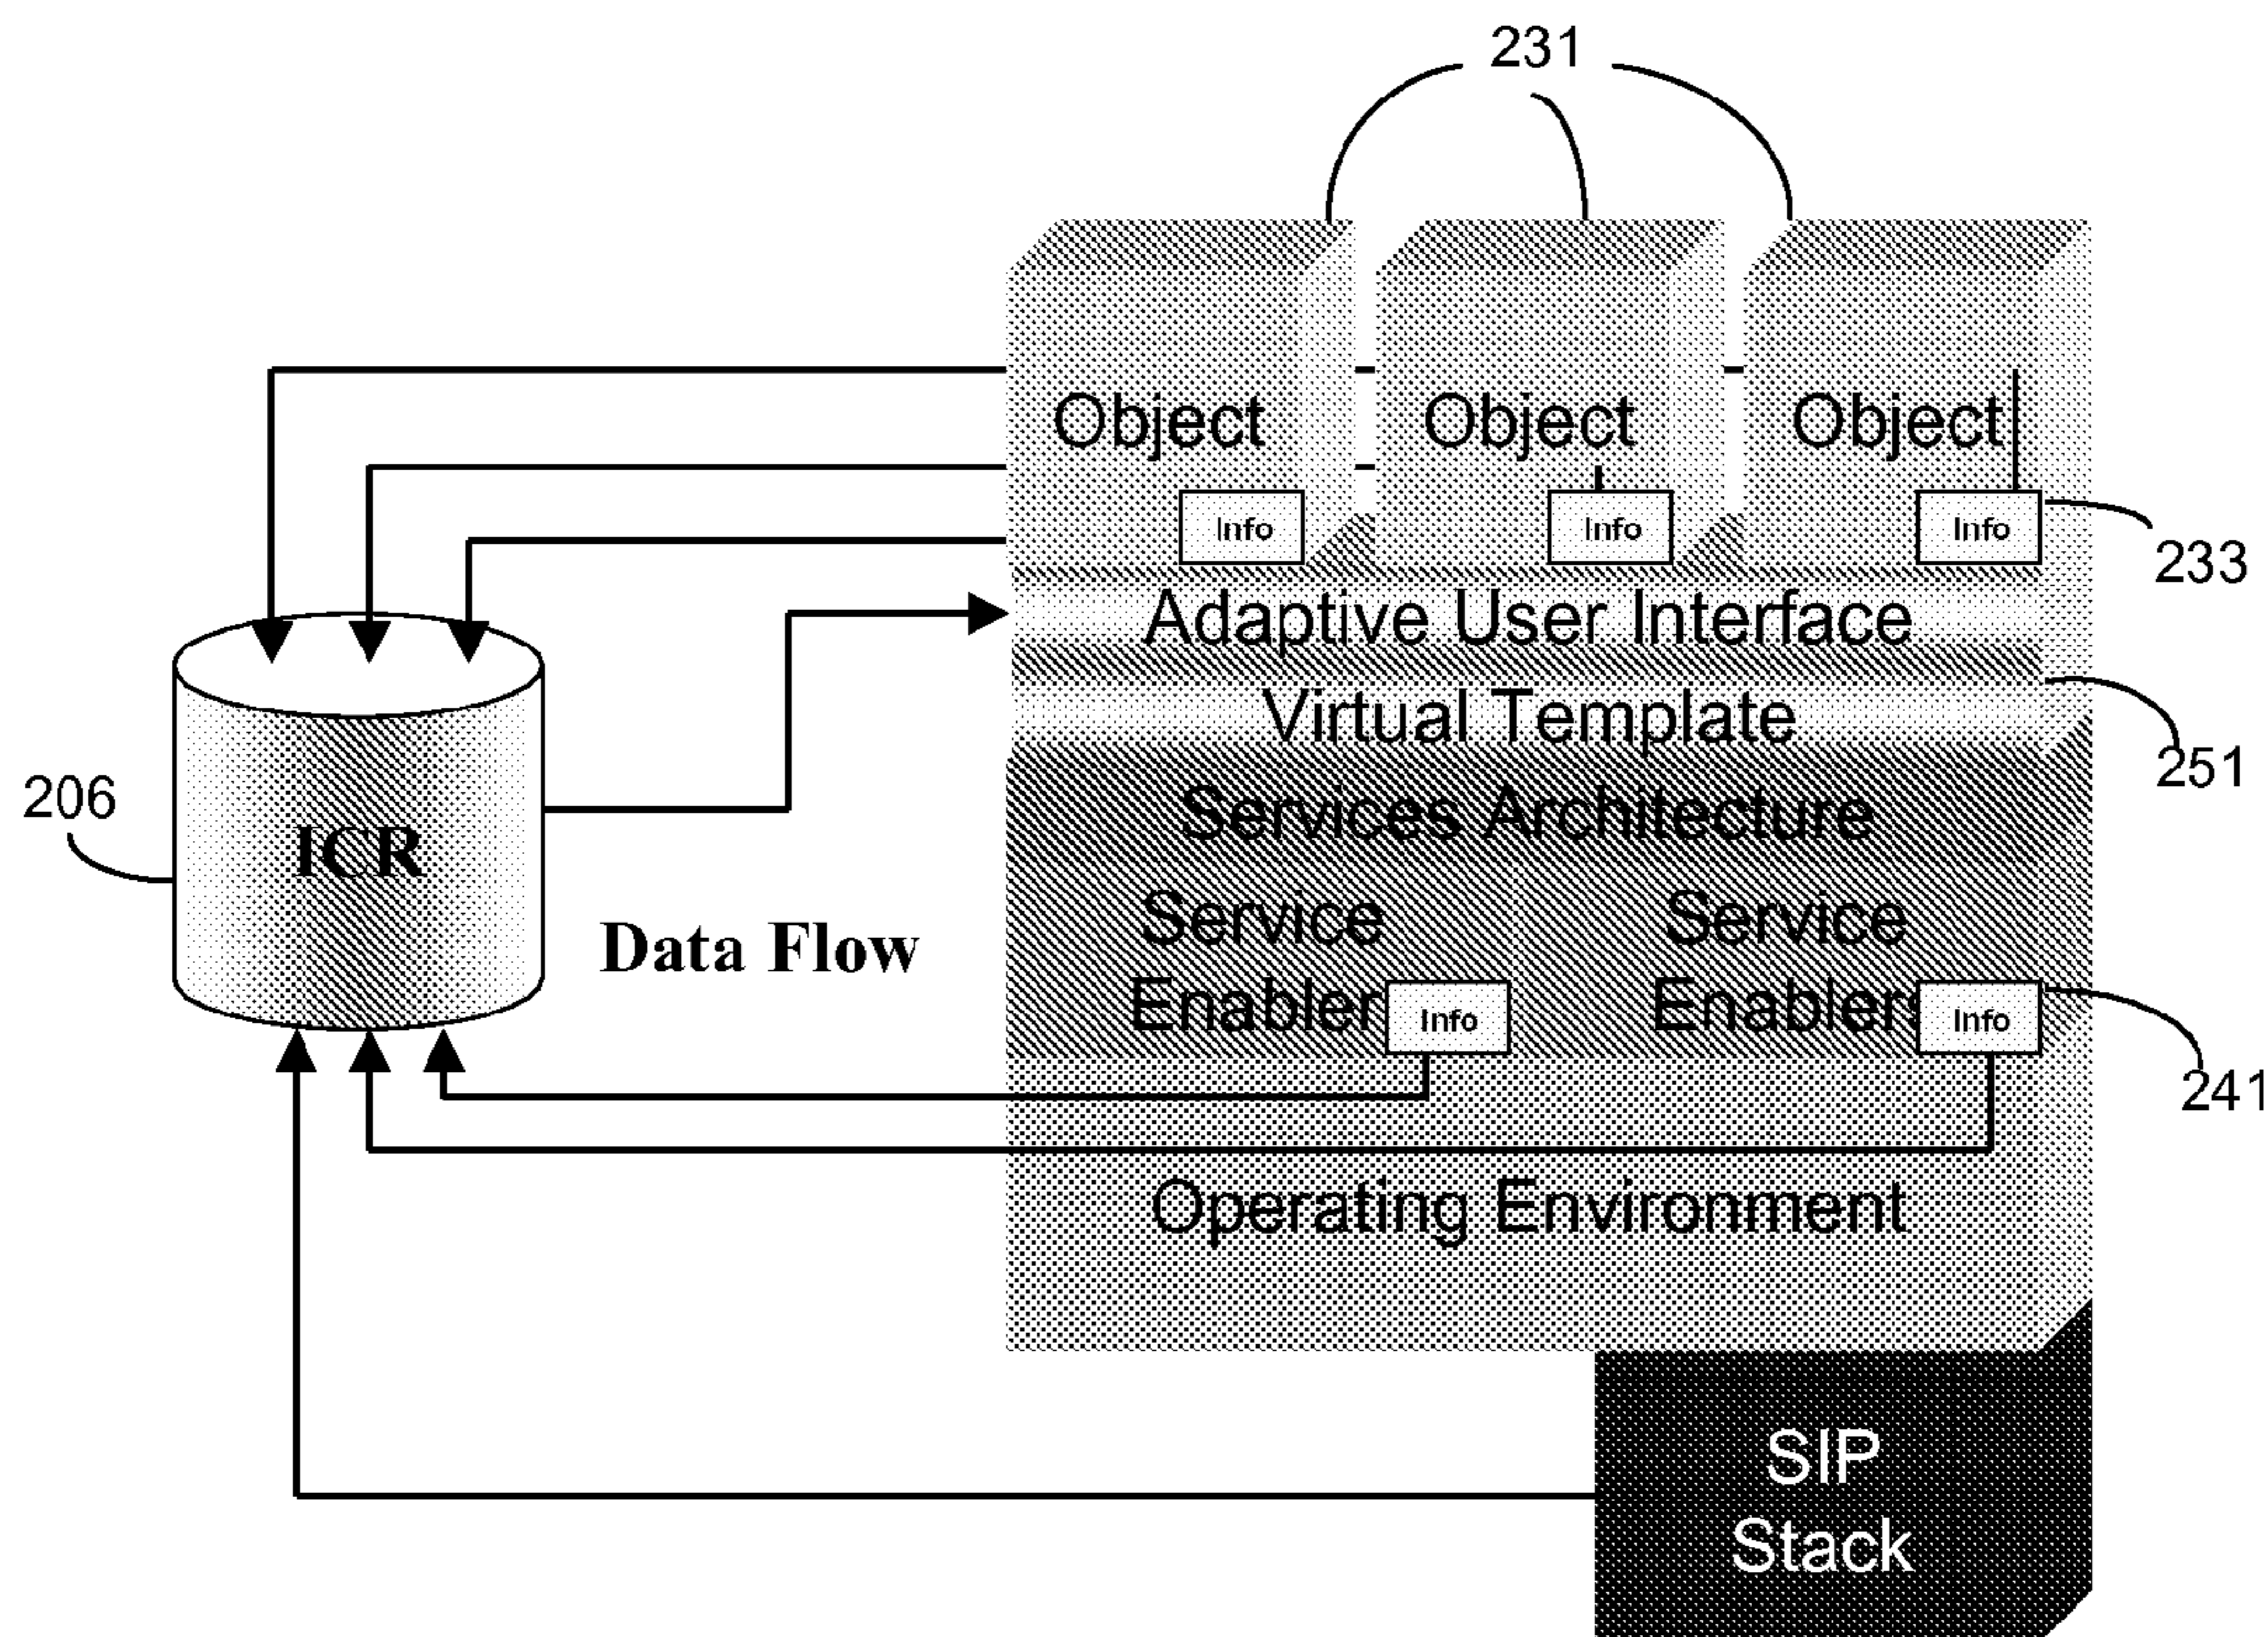 231
Object
Object
Object
Info
Info
Info
233
Adaptive User Interface
Virtual Template
251
206
ICR
Services Architecture
Data Flow
Service
Enabler
Info
Service
Enablers
Info
241
Operating Environment
SIP
Stack